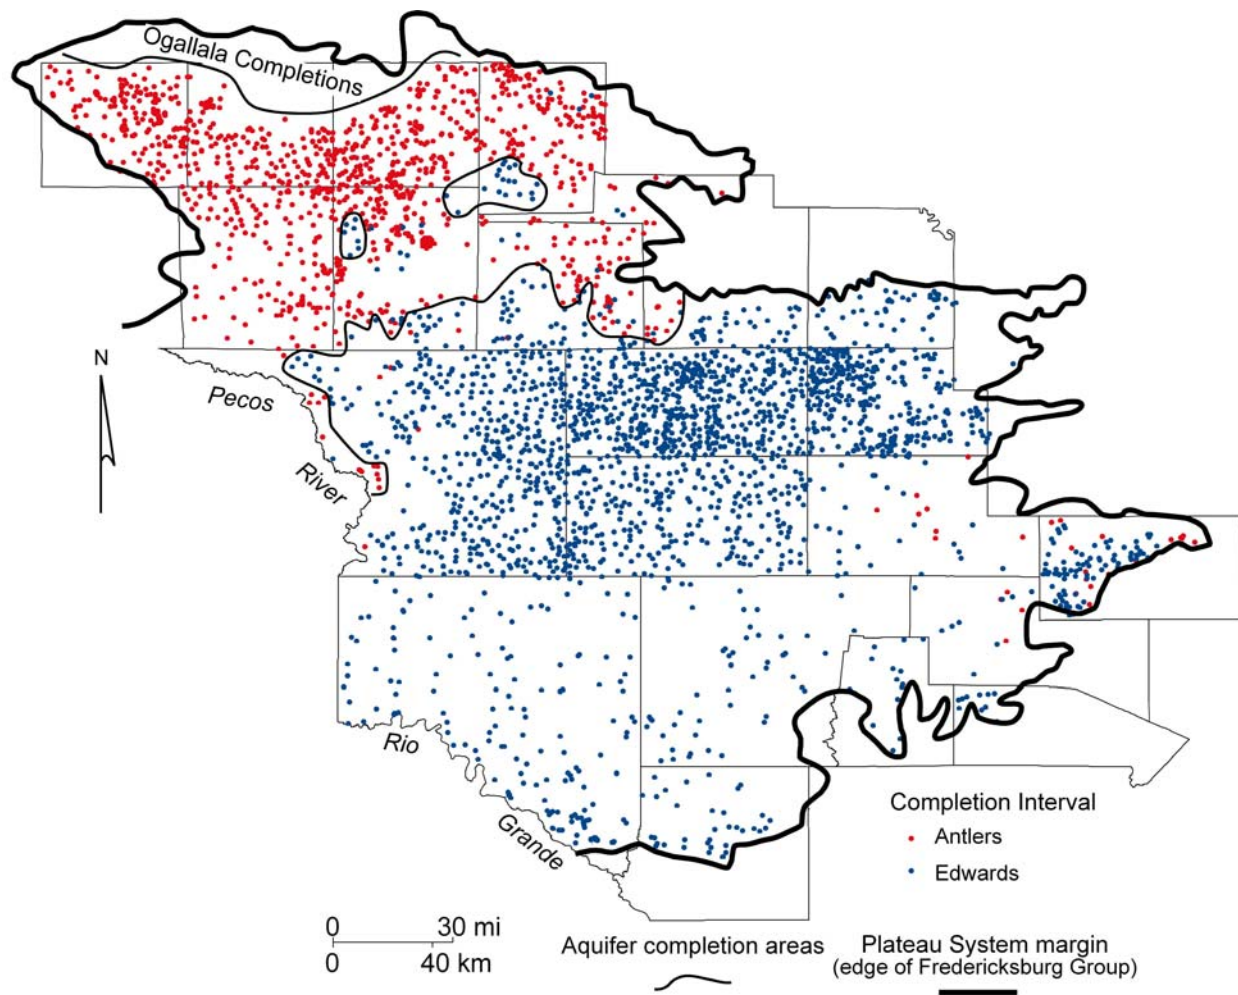 Ogallala Completions
N
Pecos
River
Rio
Grande
Completion Interval
Antlers
Edwards
0 30 mi
0 40 km
Aquifer completion areas
Plateau System margin
(edge of Fredericksburg Group)